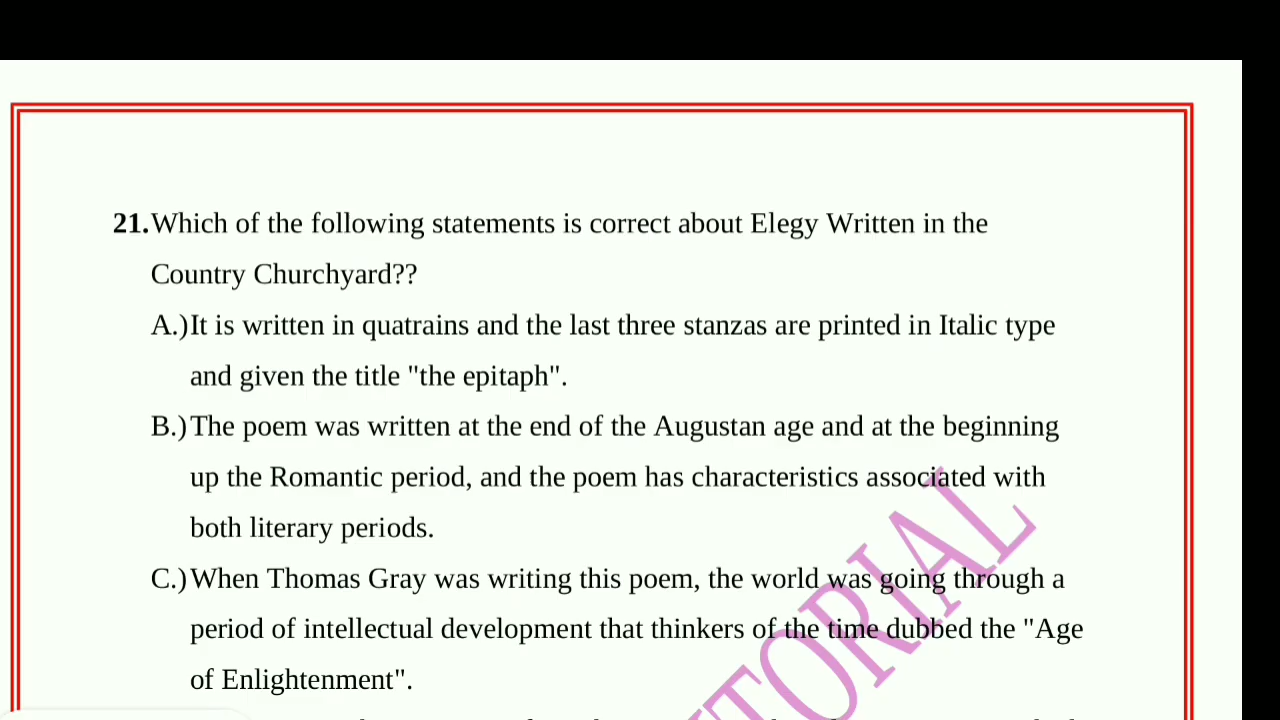 21.Which of the following statements is correct about Elegy Written in the
Country Churchyard??
A.)It is written in quatrains and the last three stanzas are printed in Italic type
and given the title "the epitaph".
B.)The poem was written at the end of the Augustan age and at the beginning
up the Romantic period, and the poem has characteristics associated with
both literary periods.
C.)When Thomas Gray was writing this poem, the world was going through a
period of intellectual development that thinkers of the time dubbed the "Age
of Enlightenment".